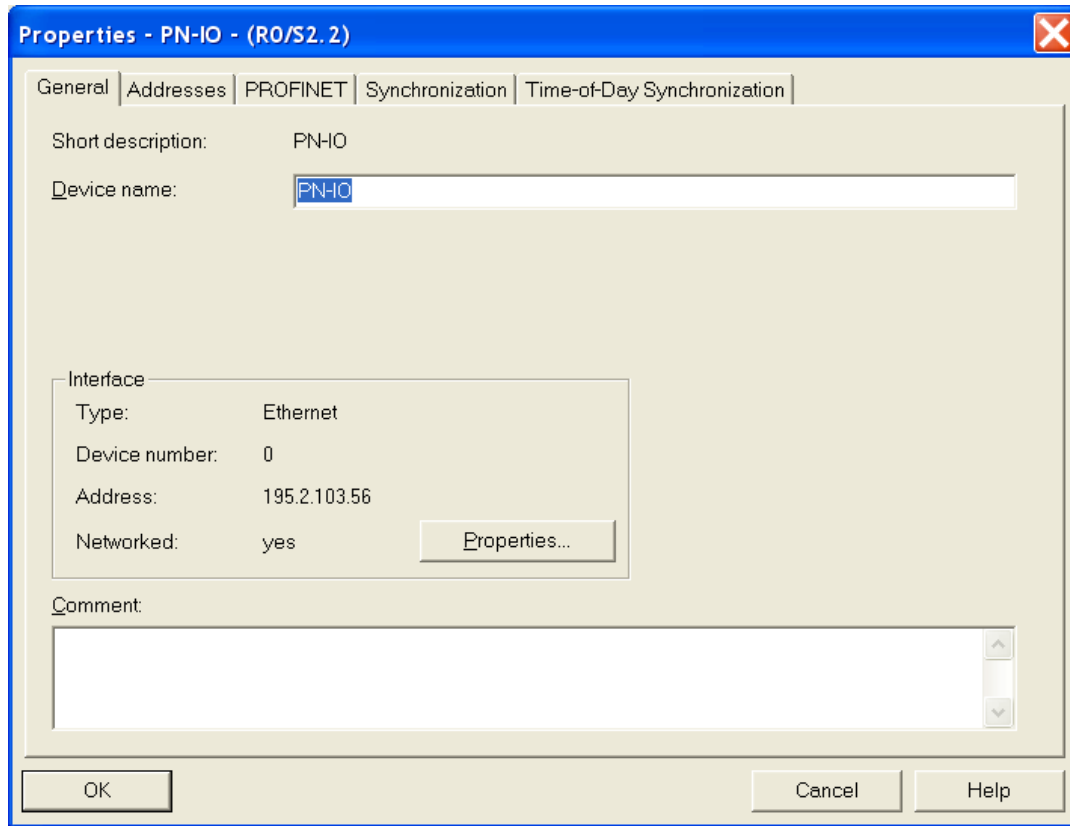 Properties - PN-IO - (R0/S2.2)
General Addresses PROFINET Synchronization Time-of-Day Synchronization
Short description: PN-IO
Device name: PN-IO
Interface
Type: Ethernet
Device number: 0
Address: 195.2.103.56
Networked: yes Properties...
Comment:
OK Cancel Help